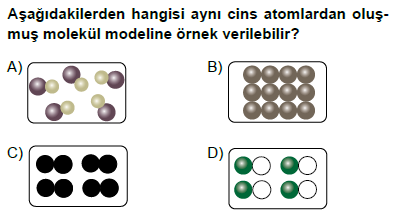 Aşağıdakilerden hangisi aynı cins atomlardan oluş-
muş molekül modeline örnek verilebilir?
A)
B)
C)
D)